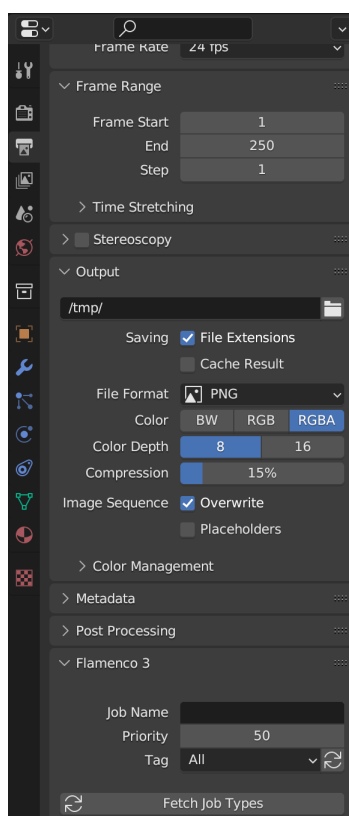 Frame Rate 24 fps
Frame Range
Frame Start 1
End 250
Step 1
Time Stretching
Stereoscopy
Output
/tmp/
Saving File Extensions
Cache Result
File Format PNG
Color BW RGB RGBA
Color Depth 8 16
Compression 15%
Image Sequence Overwrite
Placeholders
Color Management
Metadata
Post Processing
Flamenco 3
Job Name
Priority 50
Tag All
Fetch Job Types